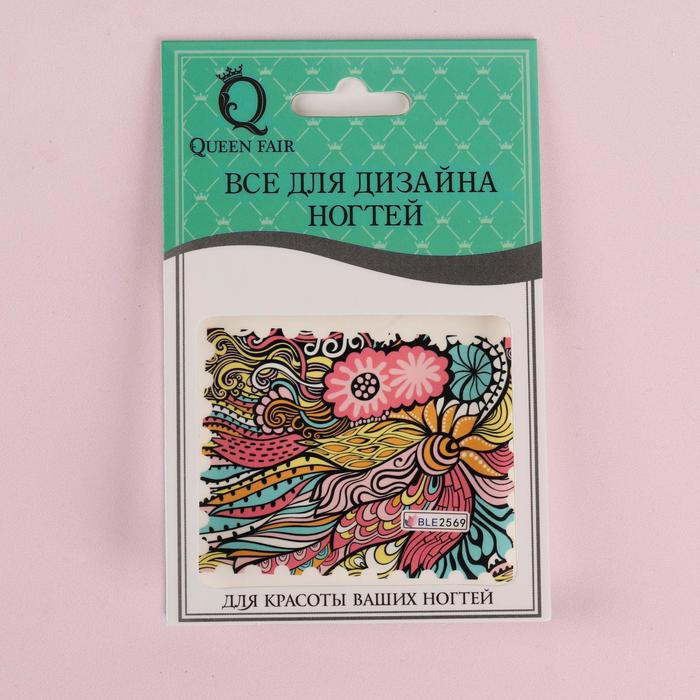 Q
QUEEN FAIR
ВСЕ ДЛЯ ДИЗАЙНА
НОГТЕЙ
BLE2569
ДЛЯ КРАСОТЫ ВАШИХ НОГТЕЙ